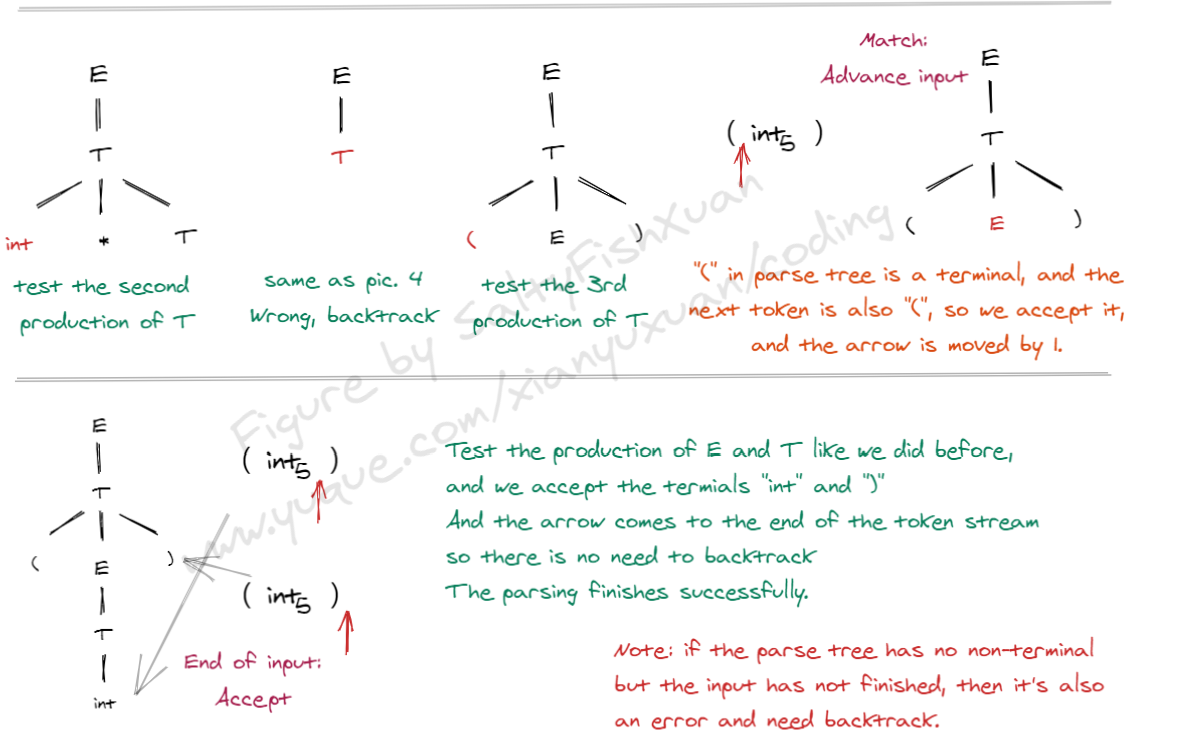 Match:
Advance input
E
T
int * T
test the second
production of T
E
T
same as pic. 4
Wrong, backtrack
E
T
( E )
test the 3rd
production of T
( int5 )
E
T
( E )
"(" in parse tree is a terminal, and the
next token is also "(", so we accept it,
and the arrow is moved by 1.
Figure by SaltyFishXuan
www.yuque.com/xianyuxuan/coding
E
T
( E )
T
int
( int5 )
( int5 )
End of input:
Accept
Test the production of E and T like we did before,
and we accept the termials "int" and ")"
And the arrow comes to the end of the token stream
so there is no need to backtrack
The parsing finishes successfully.
Note: if the parse tree has no non-terminal
but the input has not finished, then it's also
an error and need backtrack.